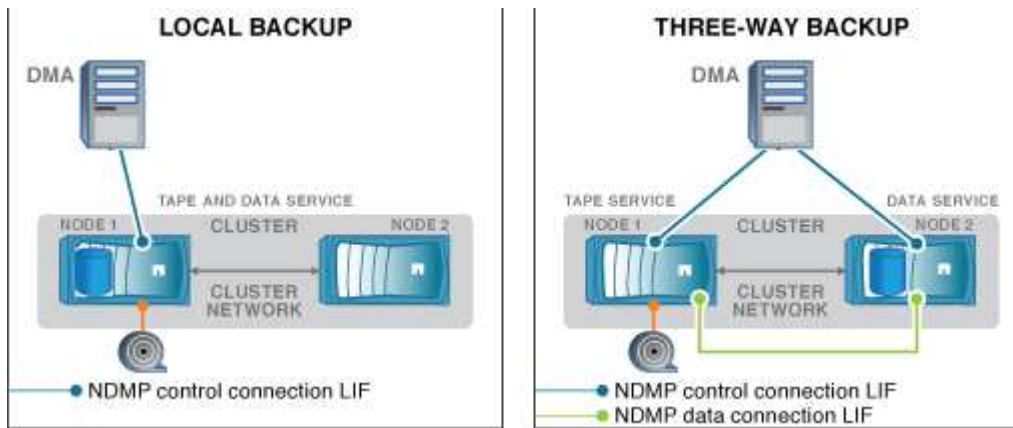 LOCAL BACKUP
DMA
TAPE AND DATA SERVICE
NODE 1
CLUSTER
NODE 2
CLUSTER
NETWORK
NDMP control connection LIF
THREE-WAY BACKUP
DMA
TAPE SERVICE
DATA SERVICE
NODE 1
CLUSTER
NODE 2
CLUSTER
NETWORK
NDMP control connection LIF
NDMP data connection LIF